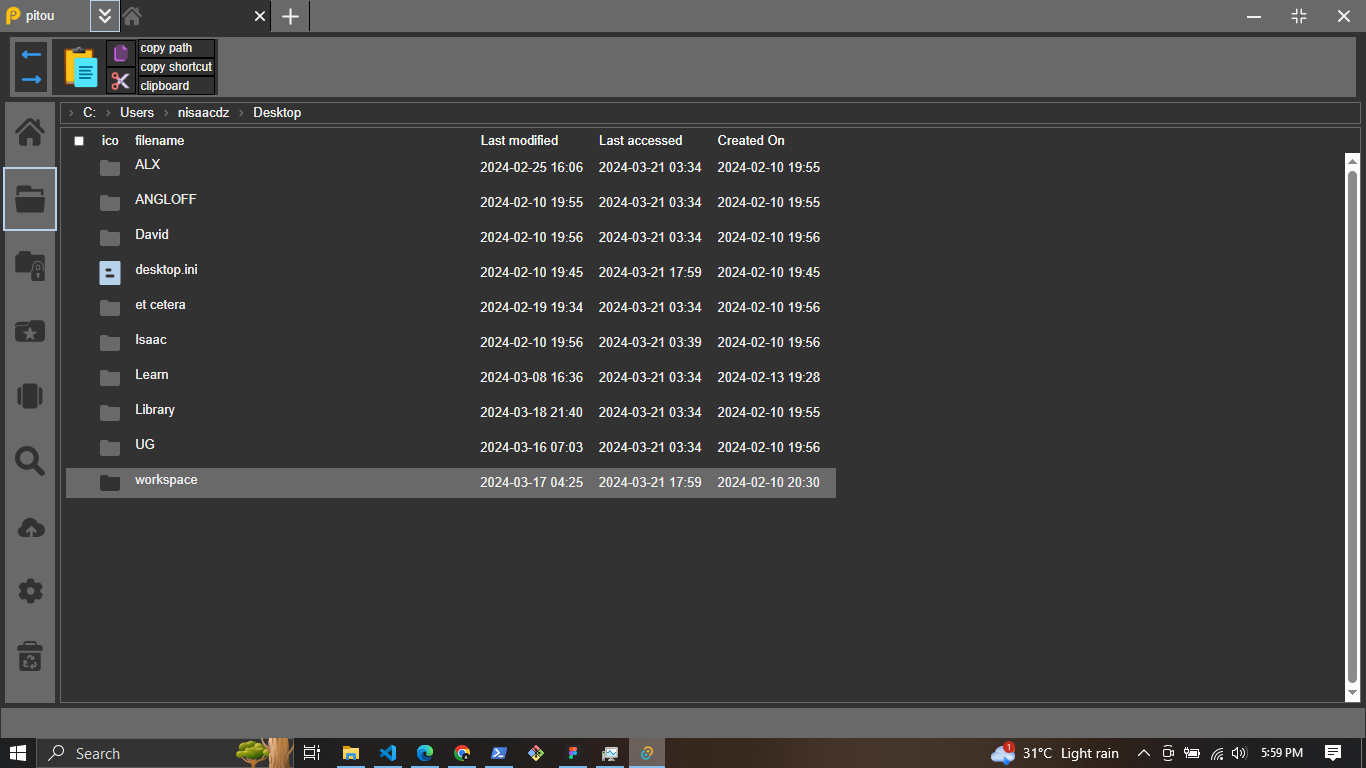 pitou
copy path
copy shortcut
clipboard
C: Users nisaacdz Desktop
ico filename Last modified Last accessed Created On
ALX 2024-02-25 16:06 2024-03-21 03:34 2024-02-10 19:55
ANGLOFF 2024-02-10 19:55 2024-03-21 03:34 2024-02-10 19:55
David 2024-02-10 19:56 2024-03-21 03:34 2024-02-10 19:56
desktop.ini 2024-02-10 19:45 2024-03-21 17:59 2024-02-10 19:45
et cetera 2024-02-19 19:34 2024-03-21 03:34 2024-02-10 19:56
Isaac 2024-02-10 19:56 2024-03-21 03:39 2024-02-10 19:56
Learn 2024-03-08 16:36 2024-03-21 03:34 2024-02-13 19:28
Library 2024-03-18 21:40 2024-03-21 03:34 2024-02-10 19:55
UG 2024-03-16 07:03 2024-03-21 03:34 2024-02-10 19:56
workspace 2024-03-17 04:25 2024-03-21 17:59 2024-02-10 20:30
Search 1 31°C Light rain 5:59 PM